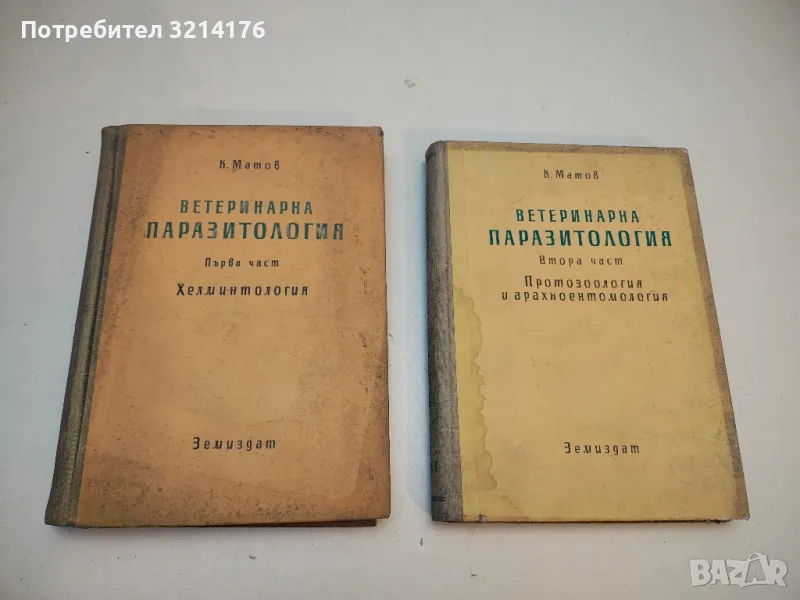 Потребител 3214176
К. Матов
ВЕТЕРИНАРНА
ПАРАЗИТОЛОГИЯ
Първа част
Хелминтология
Земиздат
К. Матов
ВЕТЕРИНАРНА
ПАРАЗИТОЛОГИЯ
Втора част
Протозоология
и арахноентомология
Земиздат
BAZAR